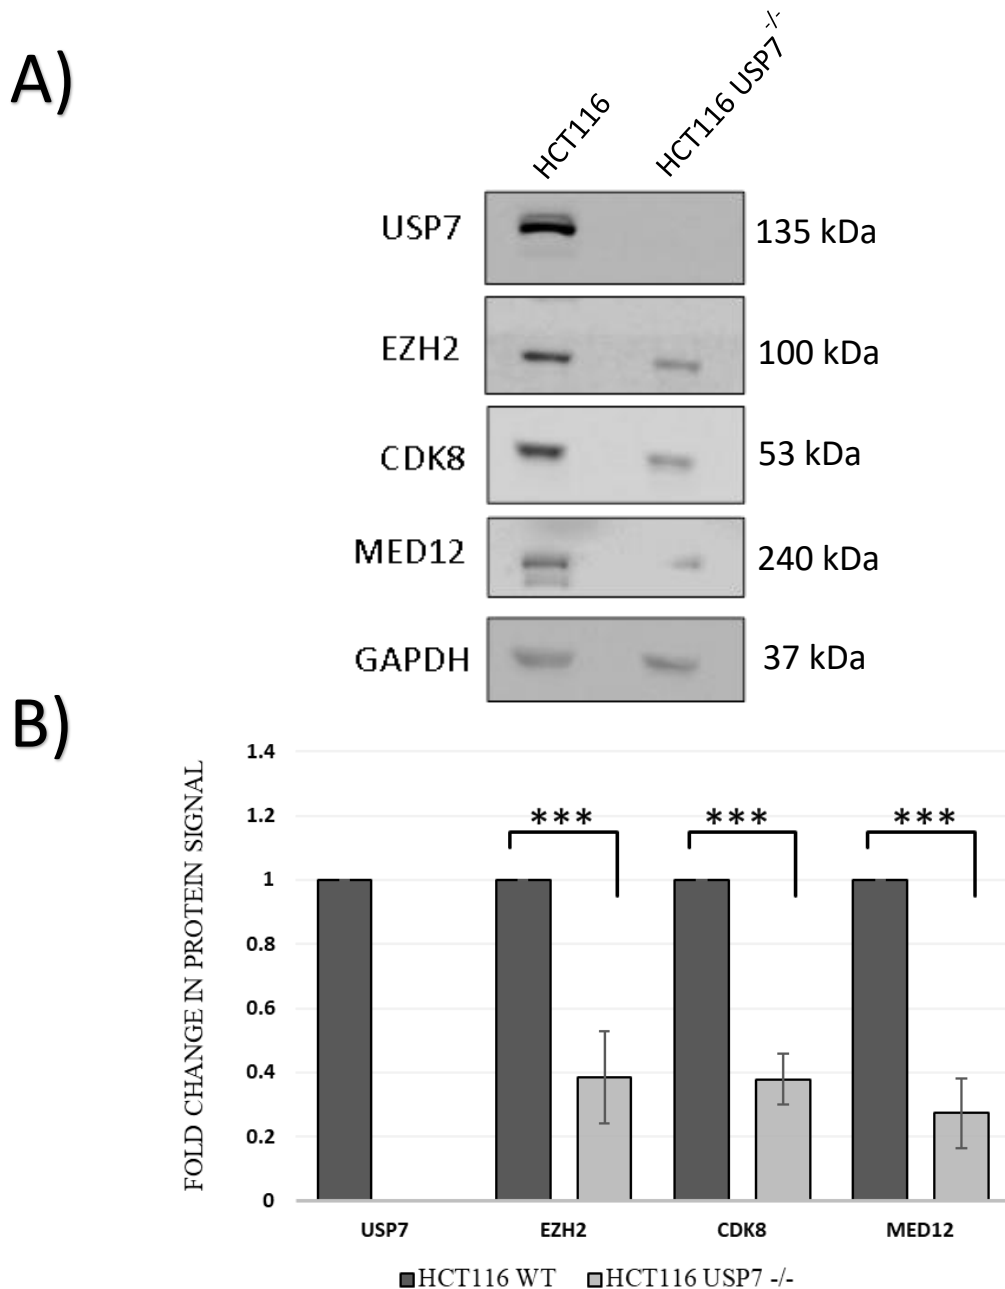 A)
HCT116
HCT116 USP7 -/-
USP7
135 kDa
EZH2
100 kDa
CDK8
53 kDa
MED12
240 kDa
GAPDH
37 kDa
B)
FOLD CHANGE IN PROTEIN SIGNAL
1.4
1.2
1
0.8
0.6
0.4
0.2
0
***
***
***
USP7
EZH2
CDK8
MED12
HCT116 WT
HCT116 USP7 -/-